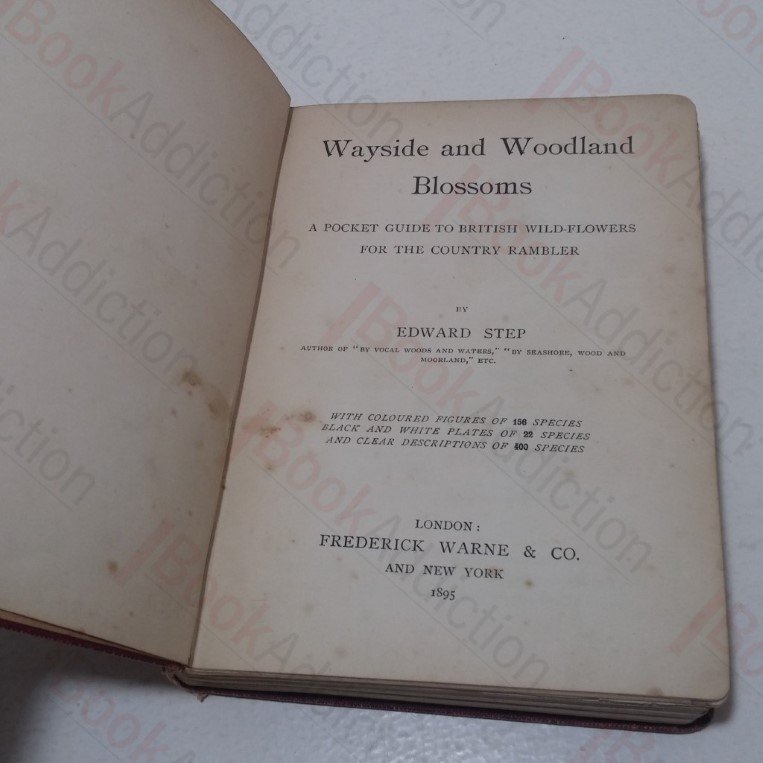 Wayside and Woodland
Blossoms
A POCKET GUIDE TO BRITISH WILD-FLOWERS
FOR THE COUNTRY RAMBLER
BY
EDWARD STEP
AUTHOR OF "BY VOCAL WOODS AND WATERS," "BY SEASHORE, WOOD AND
MOORLAND," ETC.
WITH COLOURED FIGURES OF 156 SPECIES
BLACK AND WHITE PLATES OF 22 SPECIES
AND CLEAR DESCRIPTIONS OF 400 SPECIES
LONDON:
FREDERICK WARNE & CO.
AND NEW YORK
1895
BookAddiction